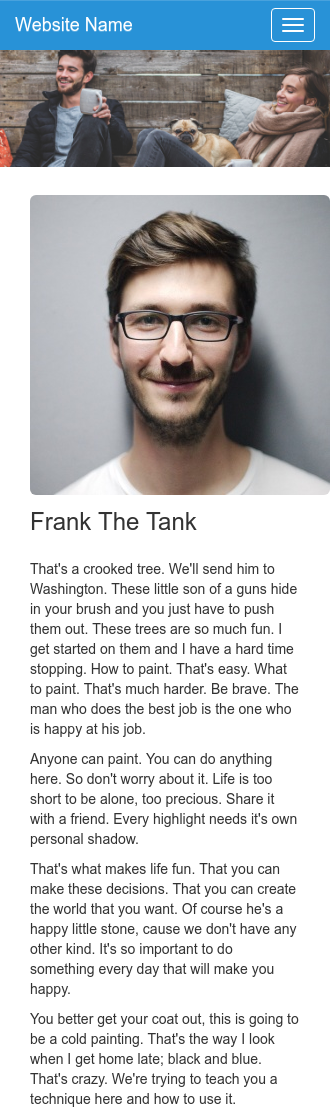 Website Name
Frank The Tank
That's a crooked tree. We'll send him to
Washington. These little son of a guns hide
in your brush and you just have to push
them out. These trees are so much fun. I
get started on them and I have a hard time
stopping. How to paint. That's easy. What
to paint. That's much harder. Be brave. The
man who does the best job is the one who
is happy at his job.
Anyone can paint. You can do anything
here. So don't worry about it. Life is too
short to be alone, too precious. Share it
with a friend. Every highlight needs it's own
personal shadow.
That's what makes life fun. That you can
make these decisions. That you can create
the world that you want. Of course he's a
happy little stone, cause we don't have any
other kind. It's so important to do
something every day that will make you
happy.
You better get your coat out, this is going to
be a cold painting. That's the way I look
when I get home late; black and blue.
That's crazy. We're trying to teach you a
technique here and how to use it.